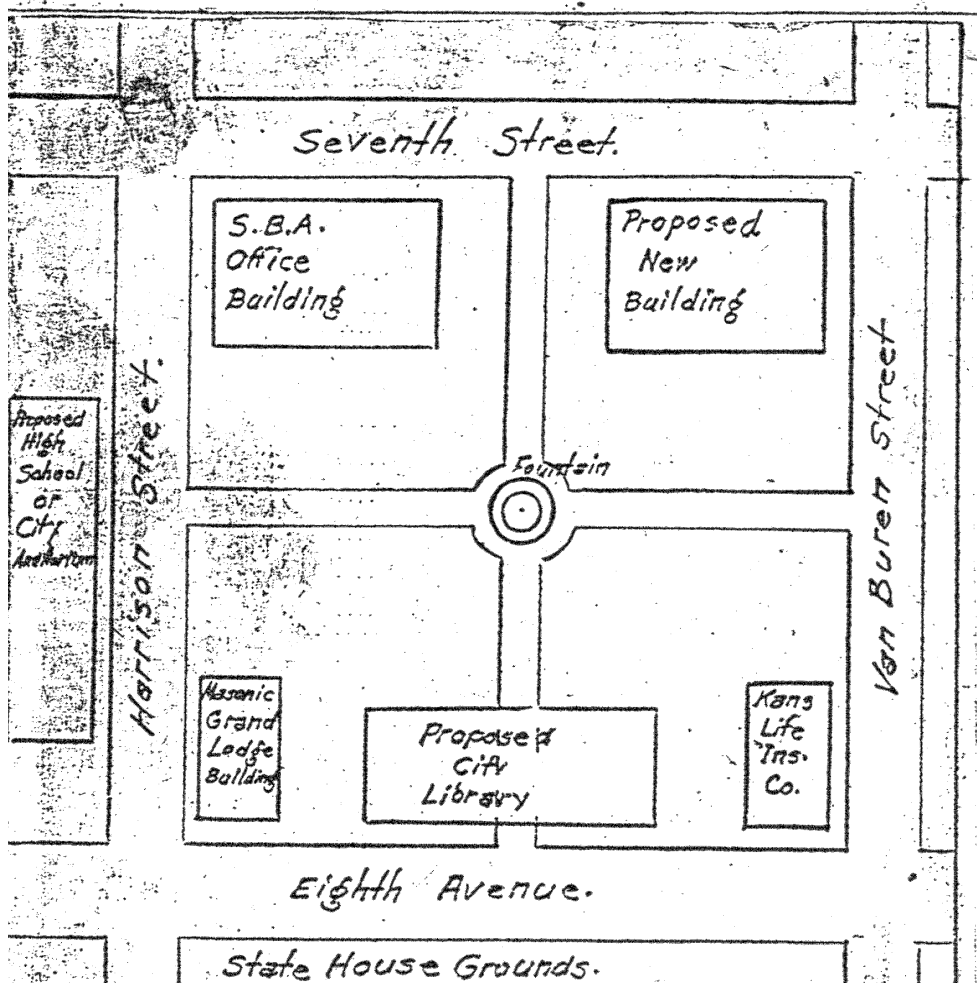 Seventh Street.
S.B.A.
Office
Building
Proposed
New
Building
Harrison Street.
Van Buren Street
Proposed
High
School
or
City
Auditorium
Fountain
Masonic
Grand
Lodge
Building
Proposed
City
Library
Kans
Life
Ins.
Co.
Eighth Avenue.
State House Grounds.